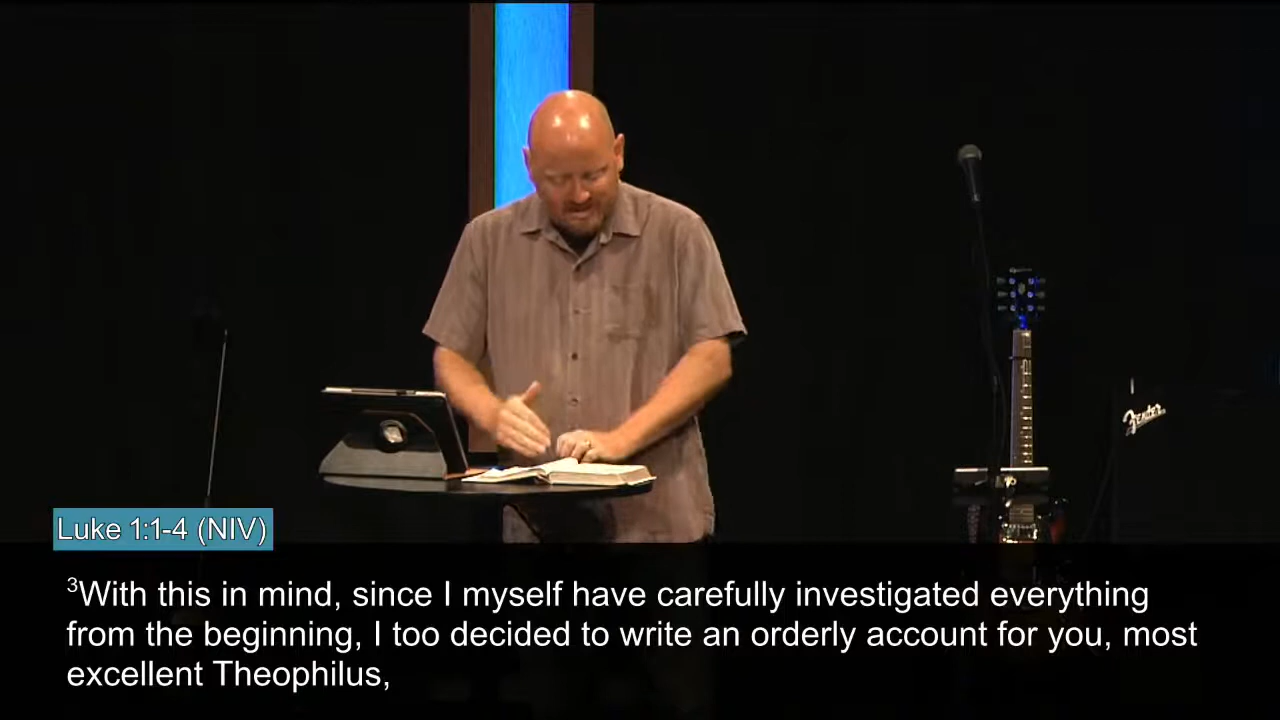 Fender
Luke 1:1-4 (NIV)
³With this in mind, since I myself have carefully investigated everything
from the beginning, I too decided to write an orderly account for you, most
excellent Theophilus,